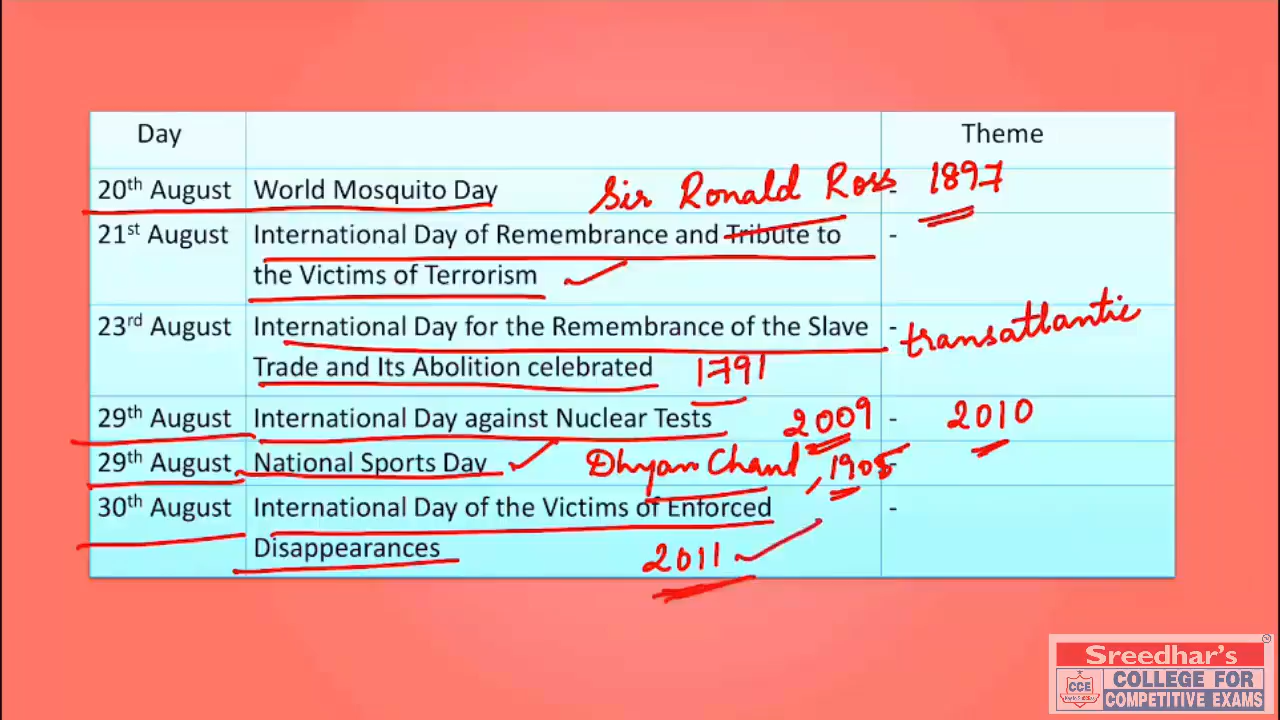 Day Theme
20th August World Mosquito Day Sir Ronald Ross - 1897
21st August International Day of Remembrance and Tribute to -
the Victims of Terrorism
23rd August International Day for the Remembrance of the Slave - transatlantic
Trade and Its Abolition celebrated 1791
29th August International Day against Nuclear Tests 2009 - 2010
29th August National Sports Day Dhyan Chand, 1905 -
30th August International Day of the Victims of Enforced -
Disappearances 2011
Sreedhar's
CCE COLLEGE FOR
COMPETITIVE EXAMS